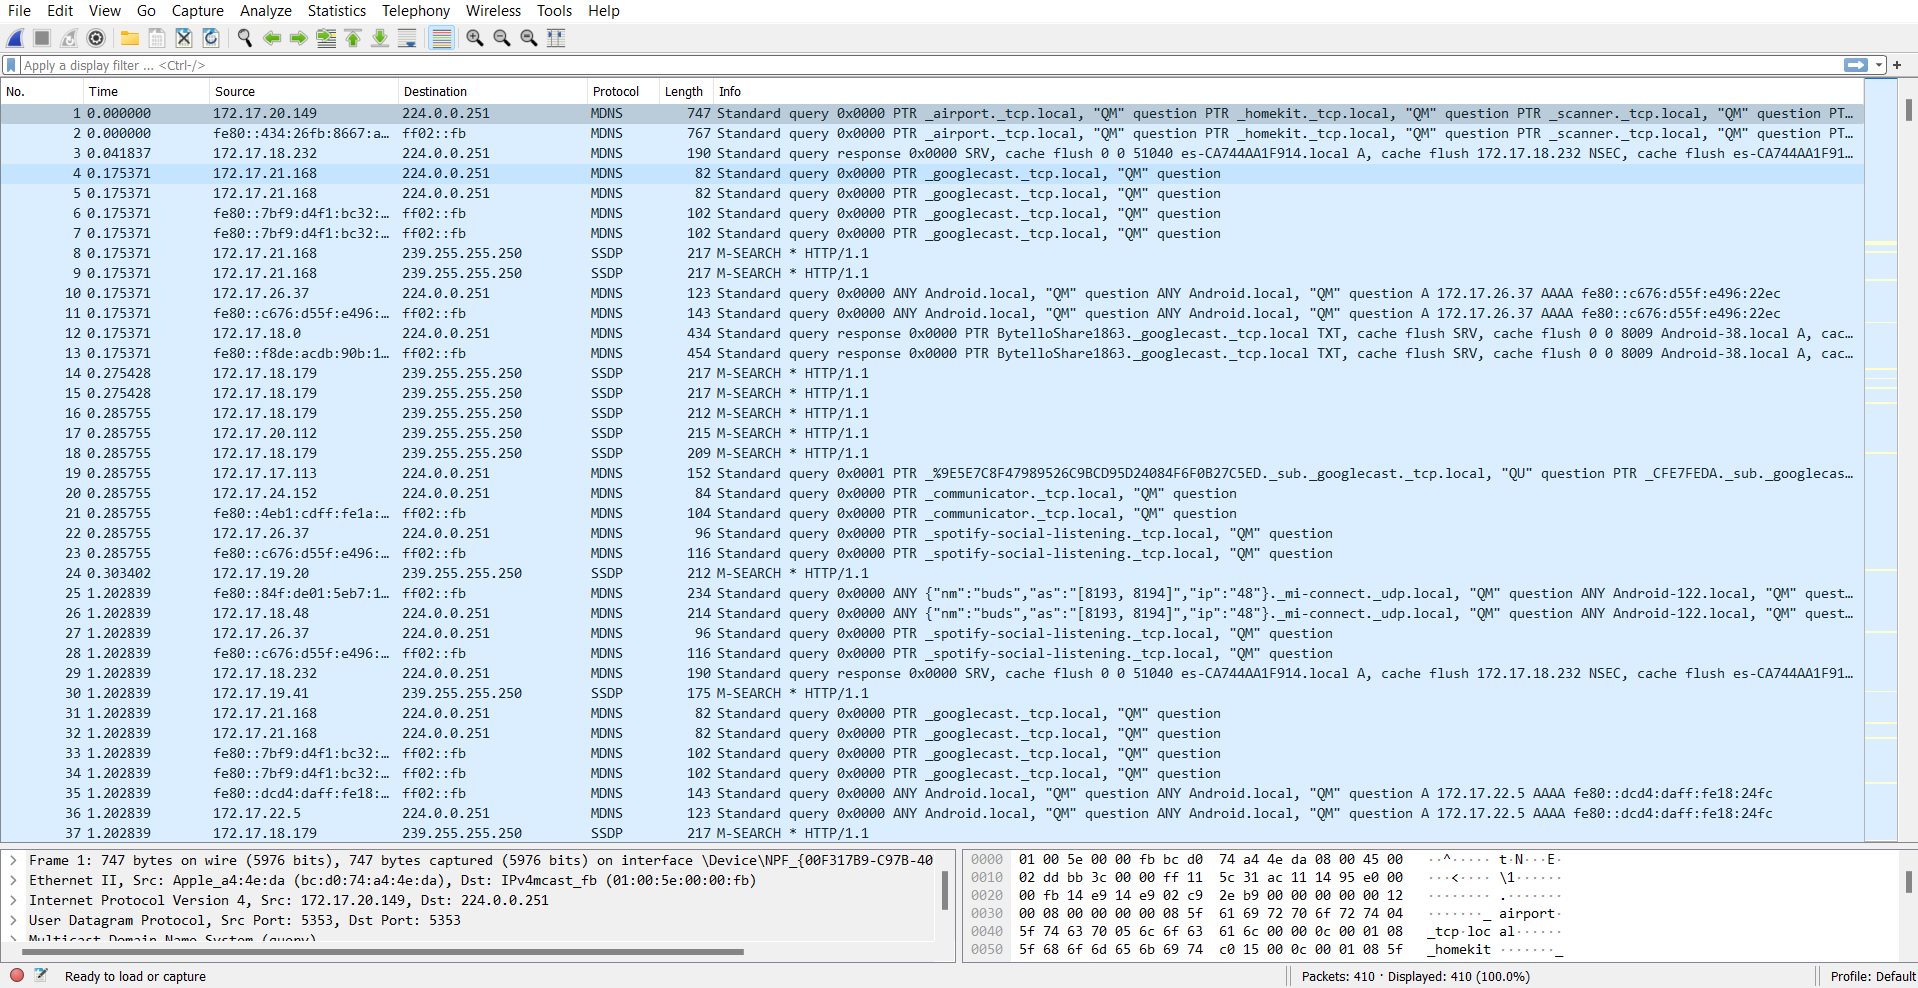 File Edit View Go Capture Analyze Statistics Telephony Wireless Tools Help
Apply a display filter ... <Ctrl-/>
No. Time Source Destination Protocol Length Info
1 0.000000 172.17.20.149 224.0.0.251 MDNS 747 Standard query 0x0000 PTR _airport._tcp.local, "QM" question PTR _homekit._tcp.local, "QM" question PTR _scanner._tcp.local, "QM" question PT…
2 0.000000 fe80::434:26fb:8667:a… ff02::fb MDNS 767 Standard query 0x0000 PTR _airport._tcp.local, "QM" question PTR _homekit._tcp.local, "QM" question PTR _scanner._tcp.local, "QM" question PT…
3 0.041837 172.17.18.232 224.0.0.251 MDNS 190 Standard query response 0x0000 SRV, cache flush 0 0 51040 es-CA744AA1F914.local A, cache flush 172.17.18.232 NSEC, cache flush es-CA744AA1F91…
4 0.175371 172.17.21.168 224.0.0.251 MDNS 82 Standard query 0x0000 PTR _googlecast._tcp.local, "QM" question
5 0.175371 172.17.21.168 224.0.0.251 MDNS 82 Standard query 0x0000 PTR _googlecast._tcp.local, "QM" question
6 0.175371 fe80::7bf9:d4f1:bc32:… ff02::fb MDNS 102 Standard query 0x0000 PTR _googlecast._tcp.local, "QM" question
7 0.175371 fe80::7bf9:d4f1:bc32:… ff02::fb MDNS 102 Standard query 0x0000 PTR _googlecast._tcp.local, "QM" question
8 0.175371 172.17.21.168 239.255.255.250 SSDP 217 M-SEARCH * HTTP/1.1
9 0.175371 172.17.21.168 239.255.255.250 SSDP 217 M-SEARCH * HTTP/1.1
10 0.175371 172.17.26.37 224.0.0.251 MDNS 123 Standard query 0x0000 ANY Android.local, "QM" question ANY Android.local, "QM" question A 172.17.26.37 AAAA fe80::c676:d55f:e496:22ec
11 0.175371 fe80::c676:d55f:e496:… ff02::fb MDNS 143 Standard query 0x0000 ANY Android.local, "QM" question ANY Android.local, "QM" question A 172.17.26.37 AAAA fe80::c676:d55f:e496:22ec
12 0.175371 172.17.18.0 224.0.0.251 MDNS 434 Standard query response 0x0000 PTR BytelloShare1863._googlecast._tcp.local TXT, cache flush SRV, cache flush 0 0 8009 Android-38.local A, cac…
13 0.175371 fe80::f8de:acdb:90b:1… ff02::fb MDNS 454 Standard query response 0x0000 PTR BytelloShare1863._googlecast._tcp.local TXT, cache flush SRV, cache flush 0 0 8009 Android-38.local A, cac…
14 0.275428 172.17.18.179 239.255.255.250 SSDP 217 M-SEARCH * HTTP/1.1
15 0.275428 172.17.18.179 239.255.255.250 SSDP 217 M-SEARCH * HTTP/1.1
16 0.285755 172.17.18.179 239.255.255.250 SSDP 212 M-SEARCH * HTTP/1.1
17 0.285755 172.17.20.112 239.255.255.250 SSDP 215 M-SEARCH * HTTP/1.1
18 0.285755 172.17.18.179 239.255.255.250 SSDP 209 M-SEARCH * HTTP/1.1
19 0.285755 172.17.17.113 224.0.0.251 MDNS 152 Standard query 0x0001 PTR _%9E5E7C8F47989526C9BCD95D24084F6F0B27C5ED._sub._googlecast._tcp.local, "QU" question PTR _CFE7FEDA._sub._googlecas…
20 0.285755 172.17.24.152 224.0.0.251 MDNS 84 Standard query 0x0000 PTR _communicator._tcp.local, "QM" question
21 0.285755 fe80::4eb1:cdff:fe1a:… ff02::fb MDNS 104 Standard query 0x0000 PTR _communicator._tcp.local, "QM" question
22 0.285755 172.17.26.37 224.0.0.251 MDNS 96 Standard query 0x0000 PTR _spotify-social-listening._tcp.local, "QM" question
23 0.285755 fe80::c676:d55f:e496:… ff02::fb MDNS 116 Standard query 0x0000 PTR _spotify-social-listening._tcp.local, "QM" question
24 0.303402 172.17.19.20 239.255.255.250 SSDP 212 M-SEARCH * HTTP/1.1
25 1.202839 fe80::84f:de01:5eb7:1… ff02::fb MDNS 234 Standard query 0x0000 ANY {"nm":"buds","as":"[8193, 8194]","ip":"48"}._mi-connect._udp.local, "QM" question ANY Android-122.local, "QM" quest…
26 1.202839 172.17.18.48 224.0.0.251 MDNS 214 Standard query 0x0000 ANY {"nm":"buds","as":"[8193, 8194]","ip":"48"}._mi-connect._udp.local, "QM" question ANY Android-122.local, "QM" quest…
27 1.202839 172.17.26.37 224.0.0.251 MDNS 96 Standard query 0x0000 PTR _spotify-social-listening._tcp.local, "QM" question
28 1.202839 fe80::c676:d55f:e496:… ff02::fb MDNS 116 Standard query 0x0000 PTR _spotify-social-listening._tcp.local, "QM" question
29 1.202839 172.17.18.232 224.0.0.251 MDNS 190 Standard query response 0x0000 SRV, cache flush 0 0 51040 es-CA744AA1F914.local A, cache flush 172.17.18.232 NSEC, cache flush es-CA744AA1F91…
30 1.202839 172.17.19.41 239.255.255.250 SSDP 175 M-SEARCH * HTTP/1.1
31 1.202839 172.17.21.168 224.0.0.251 MDNS 82 Standard query 0x0000 PTR _googlecast._tcp.local, "QM" question
32 1.202839 172.17.21.168 224.0.0.251 MDNS 82 Standard query 0x0000 PTR _googlecast._tcp.local, "QM" question
33 1.202839 fe80::7bf9:d4f1:bc32:… ff02::fb MDNS 102 Standard query 0x0000 PTR _googlecast._tcp.local, "QM" question
34 1.202839 fe80::7bf9:d4f1:bc32:… ff02::fb MDNS 102 Standard query 0x0000 PTR _googlecast._tcp.local, "QM" question
35 1.202839 fe80::dcd4:daff:fe18:… ff02::fb MDNS 143 Standard query 0x0000 ANY Android.local, "QM" question ANY Android.local, "QM" question A 172.17.22.5 AAAA fe80::dcd4:daff:fe18:24fc
36 1.202839 172.17.22.5 224.0.0.251 MDNS 123 Standard query 0x0000 ANY Android.local, "QM" question ANY Android.local, "QM" question A 172.17.22.5 AAAA fe80::dcd4:daff:fe18:24fc
37 1.202839 172.17.18.179 239.255.255.250 SSDP 217 M-SEARCH * HTTP/1.1
Frame 1: 747 bytes on wire (5976 bits), 747 bytes captured (5976 bits) on interface \Device\NPF_{00F317B9-C97B-40
Ethernet II, Src: Apple_a4:4e:da (bc:d0:74:a4:4e:da), Dst: IPv4mcast_fb (01:00:5e:00:00:fb)
Internet Protocol Version 4, Src: 172.17.20.149, Dst: 224.0.0.251
User Datagram Protocol, Src Port: 5353, Dst Port: 5353
Multicast Domain Name System (query)
0000 01 00 5e 00 00 fb bc d0 74 a4 4e da 08 00 45 00 ··^····· t·N···E·
0010 02 dd bb 3c 00 00 ff 11 5c 31 ac 11 14 95 e0 00 ···<···· \1······
0020 00 fb 14 e9 14 e9 02 c9 2e b9 00 00 00 00 00 12 ········ .·······
0030 00 08 00 00 00 00 08 5f 61 69 72 70 6f 72 74 04 ·······_ airport·
0040 5f 74 63 70 05 6c 6f 63 61 6c 00 00 0c 00 01 08 _tcp·loc al······
0050 5f 68 6f 6d 65 6b 69 74 c0 15 00 0c 00 01 08 5f _homekit ·······_
Ready to load or capture
Packets: 410 · Displayed: 410 (100.0%)
Profile: Default